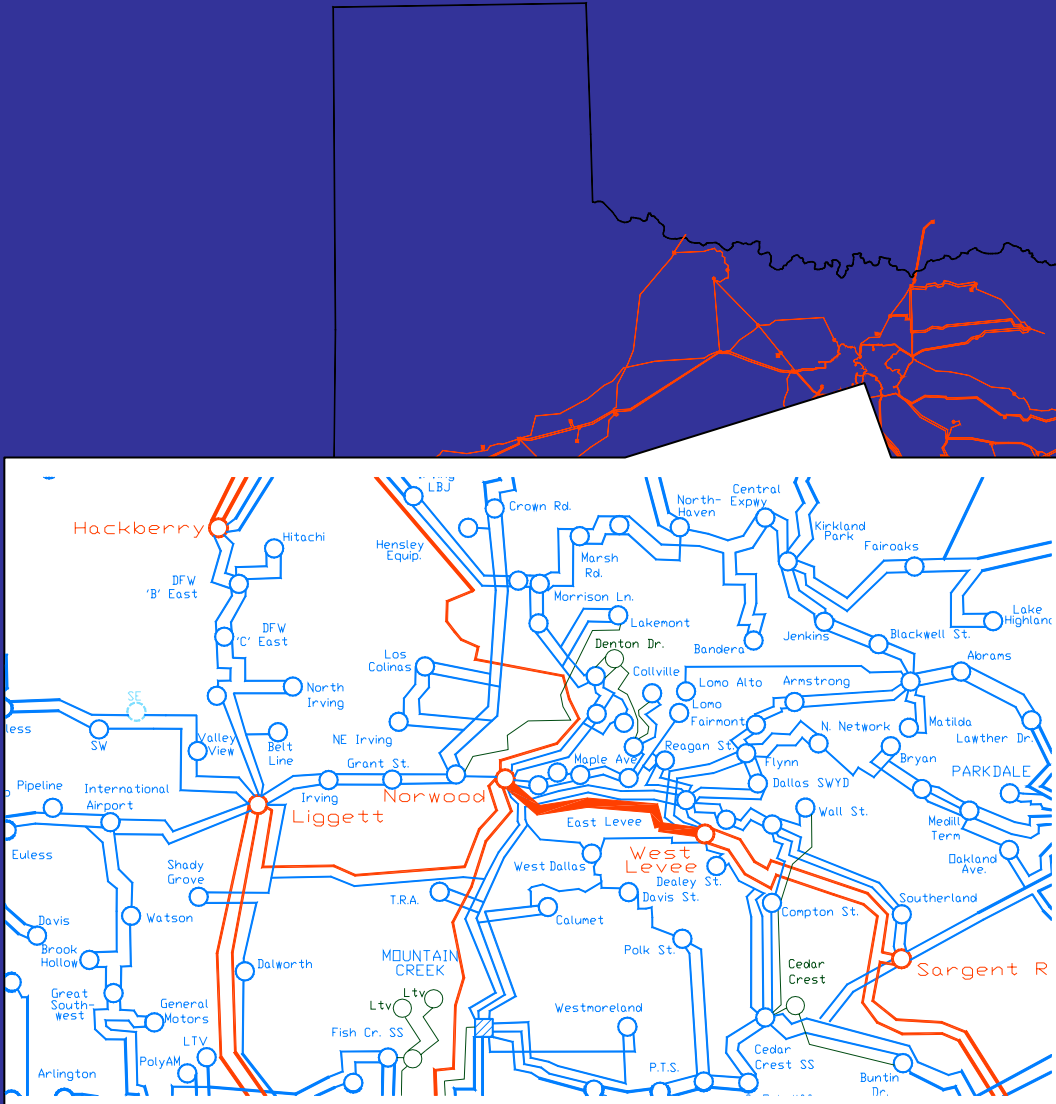 LBJ
Crown Rd.
North-
Haven
Central
Expwy
Kirkland
Park
Fairoaks
Hackberry
Hitachi
Hensley
Equip.
Marsh
Rd.
DFW
'B' East
Morrison Ln.
Lakemont
Lake
DFW
'C' East
Denton Dr.
Bandera
Jenkins
Blackwell St.
Los
Colinas
Collville
Abrams
North
Irving
Lomo Alto
Armstrong
SE
Lomo
Fairmont
N. Network
Matilda
Lawther Dr.
SW
Valley
View
Belt
Line
NE Irving
Reagan St.
Flynn
Bryan
Grant St.
Maple Ave
Dallas SWYD
PARKDALE
Pipeline
International
Airport
Irving
Norwood
Liggett
East Levee
Wall St.
Medill
Term
Euless
West
Levee
West Dallas
Dealey St.
Oakland
Ave.
Shady
Grove
T.R.A.
Davis St.
Southerland
Davis
Watson
Calumet
Compton St.
Brook
Hollow
MOUNTAIN
CREEK
Polk St.
Dalworth
Cedar
Crest
Sargent R
Great
South-
west
General
Motors
Ltv
Ltv
Westmoreland
LTV
Fish Cr. SS
PolyAM
Cedar
Crest SS
Arlington
P.T.S.
Buntin
Dr.